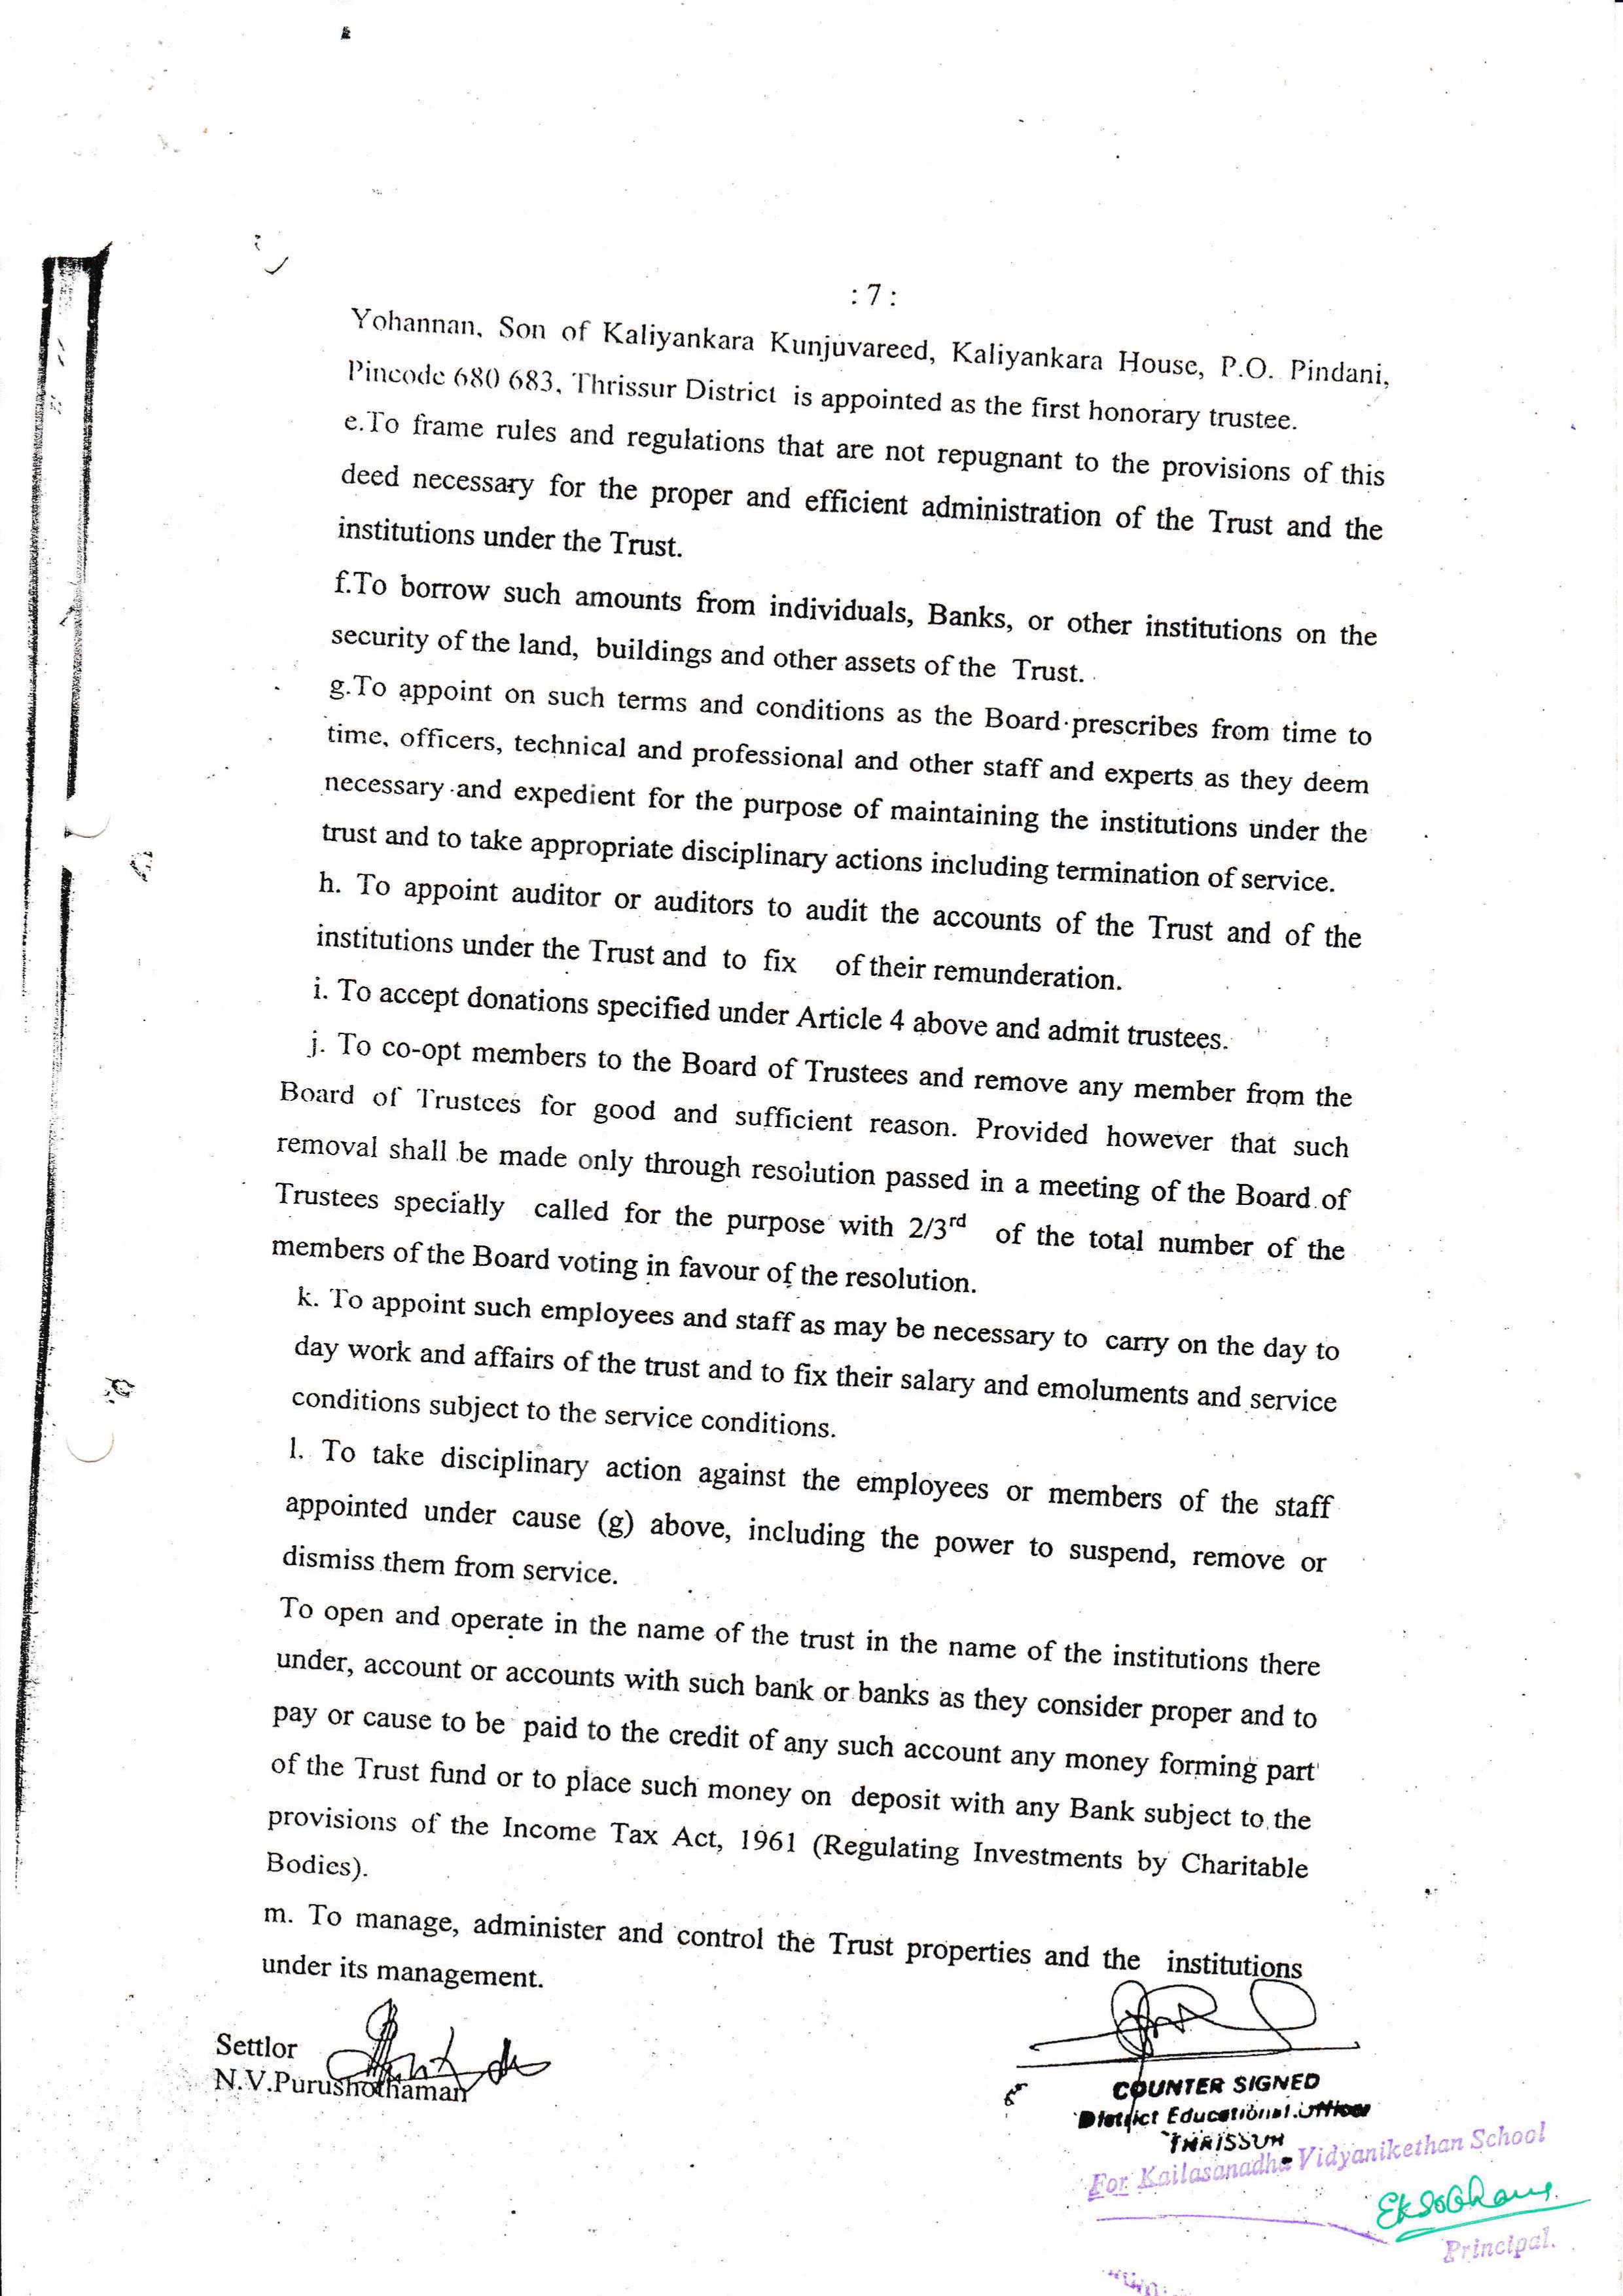 : 7 :
Yohannan, Son of Kaliyankara Kunjuvareed, Kaliyankara House, P.O. Pindani,
Pincode 680 683, Thrissur District is appointed as the first honorary trustee.
e.To frame rules and regulations that are not repugnant to the provisions of this
deed necessary for the proper and efficient administration of the Trust and the
institutions under the Trust.
f.To borrow such amounts from individuals, Banks, or other institutions on the
security of the land, buildings and other assets of the Trust.
g.To appoint on such terms and conditions as the Board prescribes from time to
time, officers, technical and professional and other staff and experts as they deem
necessary and expedient for the purpose of maintaining the institutions under the
trust and to take appropriate disciplinary actions including termination of service.
h. To appoint auditor or auditors to audit the accounts of the Trust and of the
institutions under the Trust and to fix of their remunderation.
i. To accept donations specified under Article 4 above and admit trustees.
j. To co-opt members to the Board of Trustees and remove any member from the
Board of Trustees for good and sufficient reason. Provided however that such
removal shall be made only through resolution passed in a meeting of the Board of
Trustees specially called for the purpose with 2/3rd of the total number of the
members of the Board voting in favour of the resolution.
k. To appoint such employees and staff as may be necessary to carry on the day to
day work and affairs of the trust and to fix their salary and emoluments and service
conditions subject to the service conditions.
l. To take disciplinary action against the employees or members of the staff
appointed under cause (g) above, including the power to suspend, remove or
dismiss them from service.
To open and operate in the name of the trust in the name of the institutions there
under, account or accounts with such bank or banks as they consider proper and to
pay or cause to be paid to the credit of any such account any money forming part
of the Trust fund or to place such money on deposit with any Bank subject to the
provisions of the Income Tax Act, 1961 (Regulating Investments by Charitable
Bodies).
m. To manage, administer and control the Trust properties and the institutions
under its management.
Settlor
N.V.Purushothaman
COUNTER SIGNED
District Educational Officer
THRISSUR
For Kailasanadha Vidyanikethan School
Principal.